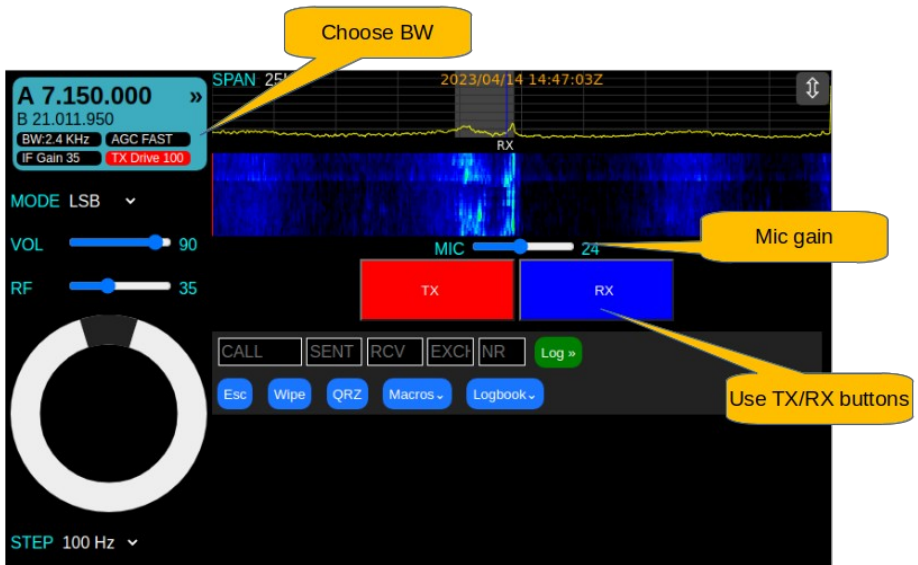 Choose BW
SPAN 25
2023/04/14 14:47:03Z
A 7.150.000 »
B 21.011.950
BW:2.4 KHz AGC FAST
IF Gain 35 TX Drive 100
RX
MODE LSB
VOL 90
MIC 24
Mic gain
RF 35
TX RX
CALL SENT RCV EXCH NR Log »
Esc Wipe QRZ Macros Logbook
Use TX/RX buttons
STEP 100 Hz